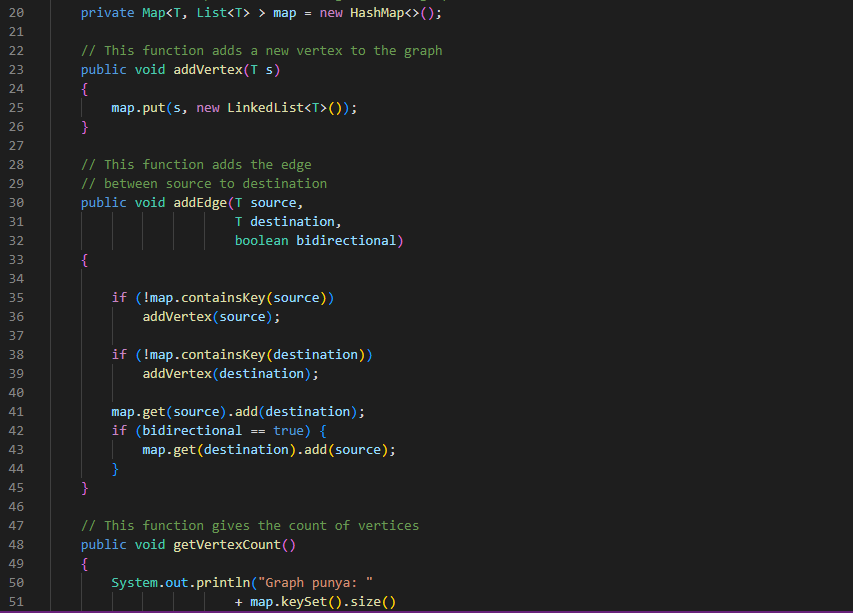 20 private Map<T, List<T> > map = new HashMap<>();
21
22 // This function adds a new vertex to the graph
23 public void addVertex(T s)
24 {
25 map.put(s, new LinkedList<T>());
26 }
27
28 // This function adds the edge
29 // between source to destination
30 public void addEdge(T source,
31 T destination,
32 boolean bidirectional)
33 {
34
35 if (!map.containsKey(source))
36 addVertex(source);
37
38 if (!map.containsKey(destination))
39 addVertex(destination);
40
41 map.get(source).add(destination);
42 if (bidirectional == true) {
43 map.get(destination).add(source);
44 }
45 }
46
47 // This function gives the count of vertices
48 public void getVertexCount()
49 {
50 System.out.println("Graph punya: "
51 + map.keySet().size()